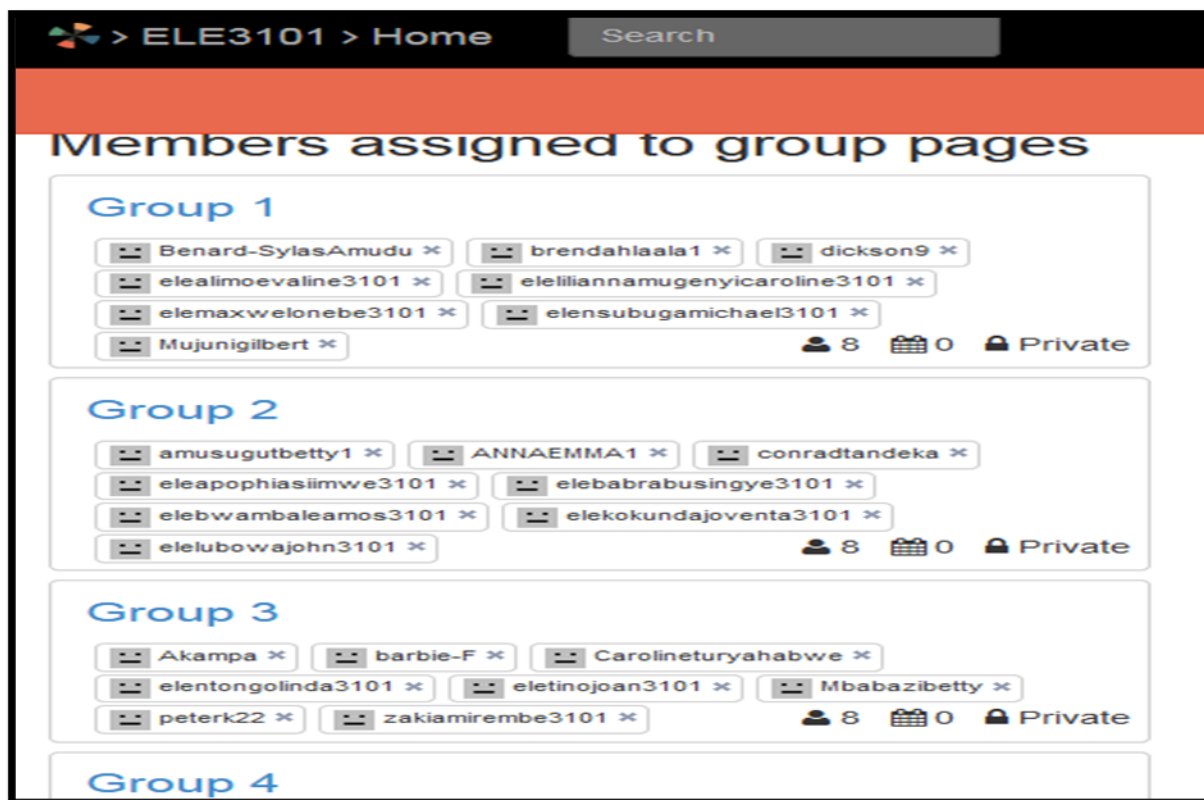 > ELE3101 > Home Search
Members assigned to group pages
Group 1
Benard-SylasAmudu × brendahlaala1 × dickson9 ×
elealimoevaline3101 × eleliliannamugenyicaroline3101 ×
elemaxwelonebe3101 × elensubugamichael3101 ×
Mujunigilbert × 8 0 Private
Group 2
amusugutbetty1 × ANNAEMMA1 × conradtandeka ×
eleapophiasiimwe3101 × elebabrabusingye3101 ×
elebwambaleamos3101 × elekokundajoventa3101 ×
elelubowajohn3101 × 8 0 Private
Group 3
Akampa × barbie-F × Carolineturyahabwe ×
elentongolinda3101 × eletinojoan3101 × Mbabazibetty ×
peterk22 × zakiamirembe3101 × 8 0 Private
Group 4